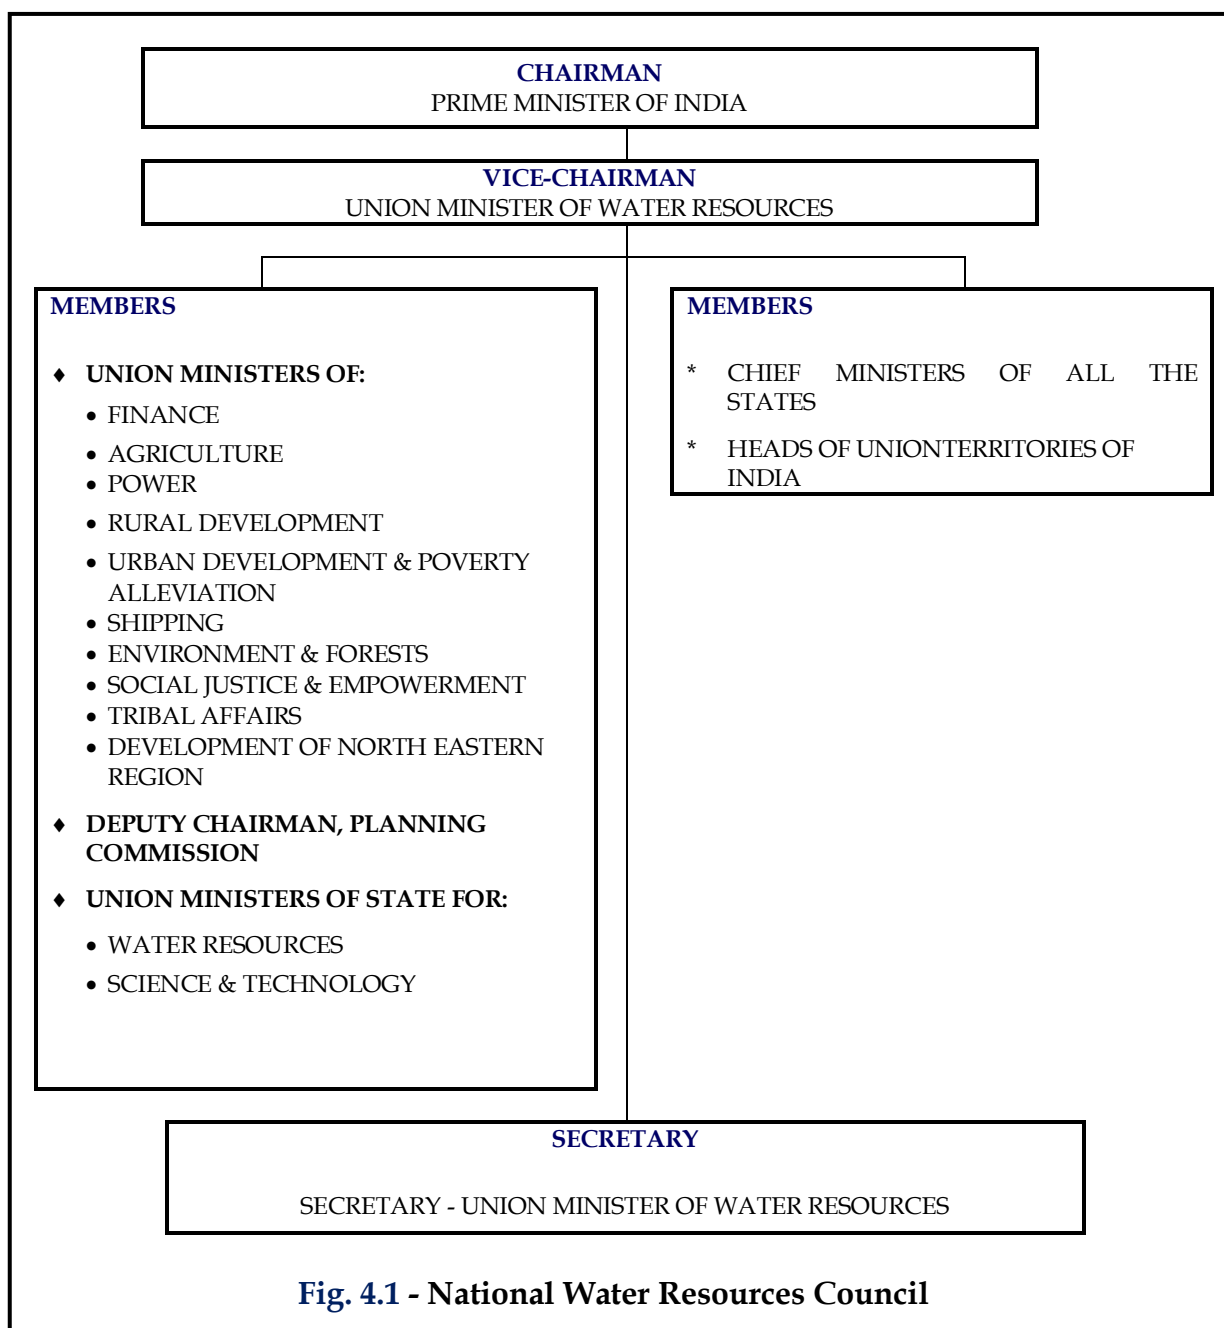 CHAIRMAN
PRIME MINISTER OF INDIA
VICE-CHAIRMAN
UNION MINISTER OF WATER RESOURCES
MEMBERS
♦ UNION MINISTERS OF:
• FINANCE
• AGRICULTURE
• POWER
• RURAL DEVELOPMENT
• URBAN DEVELOPMENT & POVERTY
ALLEVIATION
• SHIPPING
• ENVIRONMENT & FORESTS
• SOCIAL JUSTICE & EMPOWERMENT
• TRIBAL AFFAIRS
• DEVELOPMENT OF NORTH EASTERN
REGION
♦ DEPUTY CHAIRMAN, PLANNING
COMMISSION
♦ UNION MINISTERS OF STATE FOR:
• WATER RESOURCES
• SCIENCE & TECHNOLOGY
MEMBERS
* CHIEF MINISTERS OF ALL THE
STATES
* HEADS OF UNIONTERRITORIES OF
INDIA
SECRETARY
SECRETARY - UNION MINISTER OF WATER RESOURCES
Fig. 4.1 - National Water Resources Council